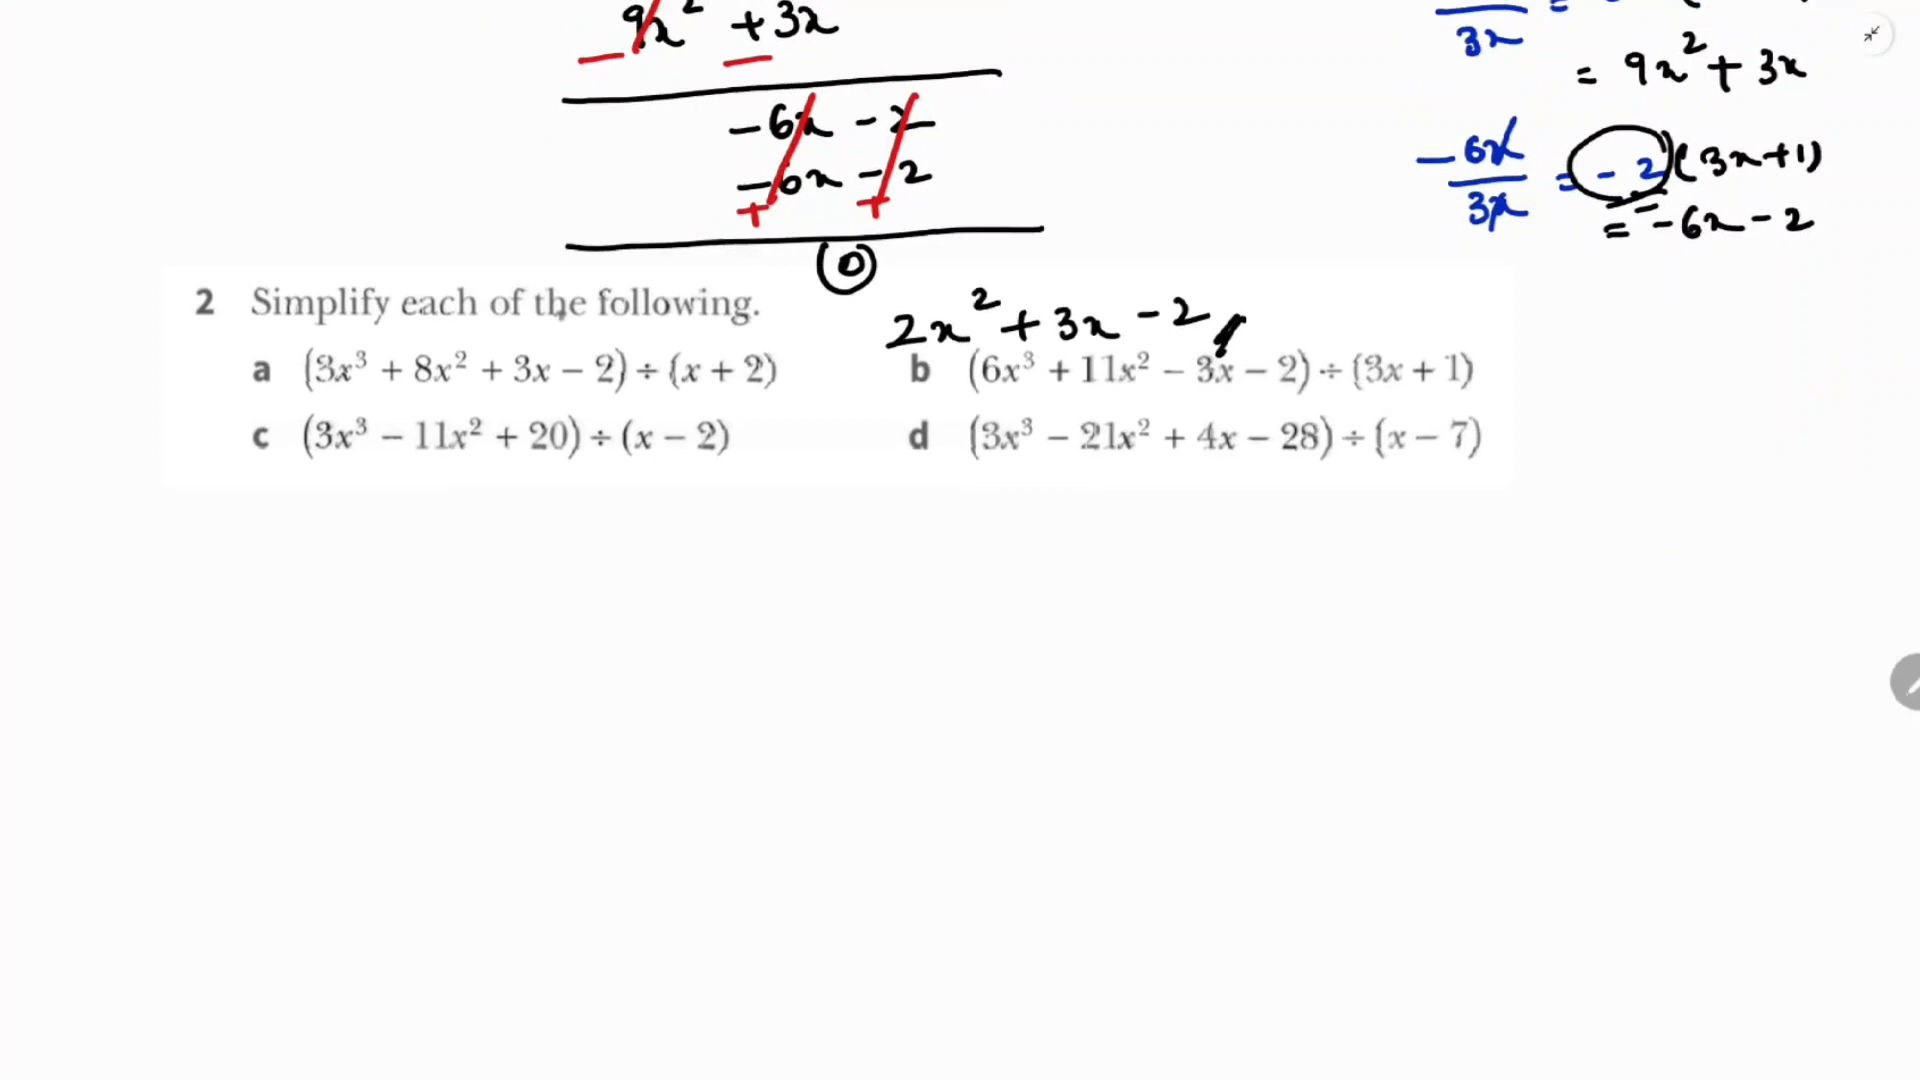 9x² + 3x
3x =
= 9x² + 3x
-6x - 2
-6x - 2
+ +
-6x/3x = -2(3x+1)
= -6x - 2
0
2 Simplify each of the following.
2x² + 3x - 2
a (3x³ + 8x² + 3x − 2) ÷ (x + 2)
b (6x³ + 11x² − 3x − 2) ÷ (3x + 1)
c (3x³ − 11x² + 20) ÷ (x − 2)
d (3x³ − 21x² + 4x − 28) ÷ (x − 7)